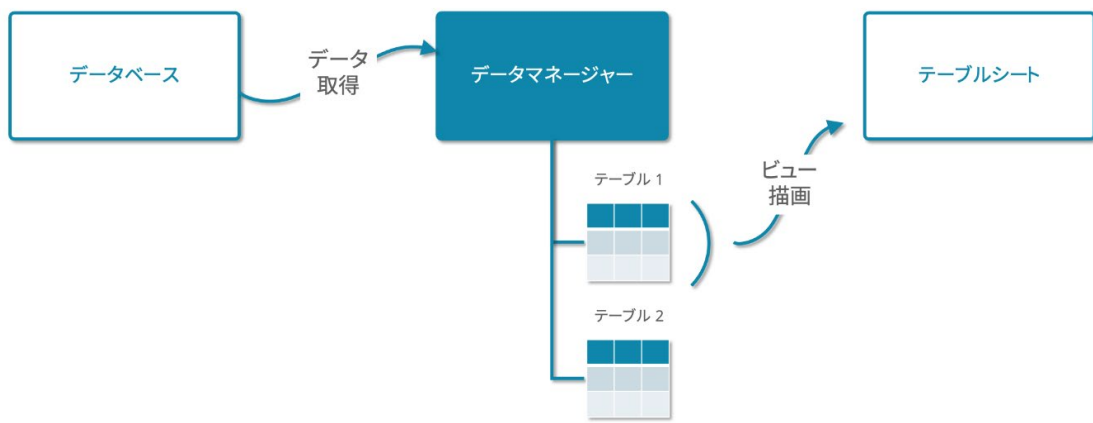 データベース
データ
取得
データマネージャー
テーブルシート
テーブル 1
ビュー
描画
テーブル 2